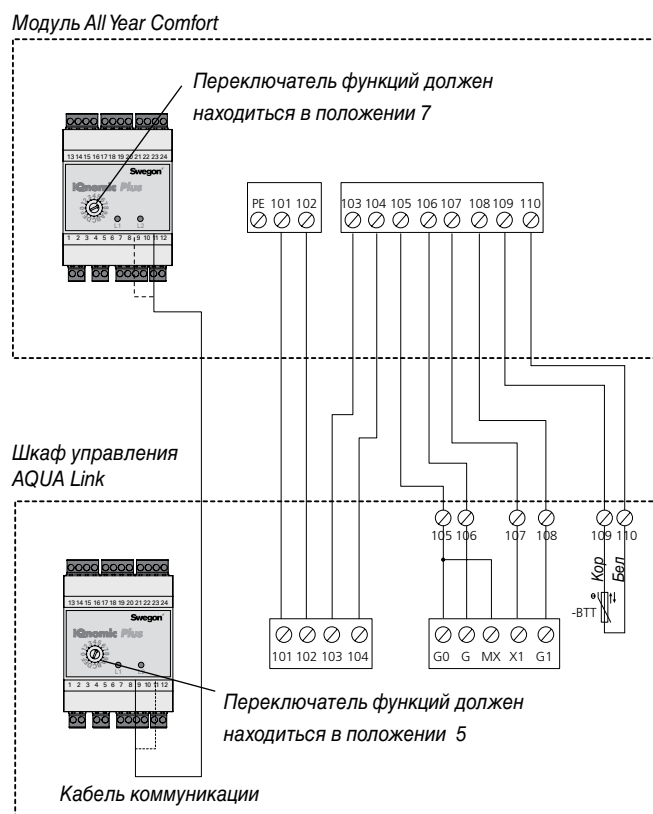 Модуль All Year Comfort
Переключатель функций должен
находиться в положении 7
13 14 15 16 17 18 19 20 21 22 23 24
Swegon
IQnomic Plus
L1 L2
1 2 3 4 5 6 7 8 9 10 11 12
PE 101 102
103 104 105 106 107 108 109 110
Шкаф управления
AQUA Link
105 106 107 108 109 110
Кор
Бел
-BTT
13 14 15 16 17 18 19 20 21 22 23 24
Swegon
IQnomic Plus
L1
1 2 3 4 5 6 7 8 9 10 11 12
101 102 103 104
G0 G MX X1 G1
Переключатель функций должен
находиться в положении 5
Кабель коммуникации